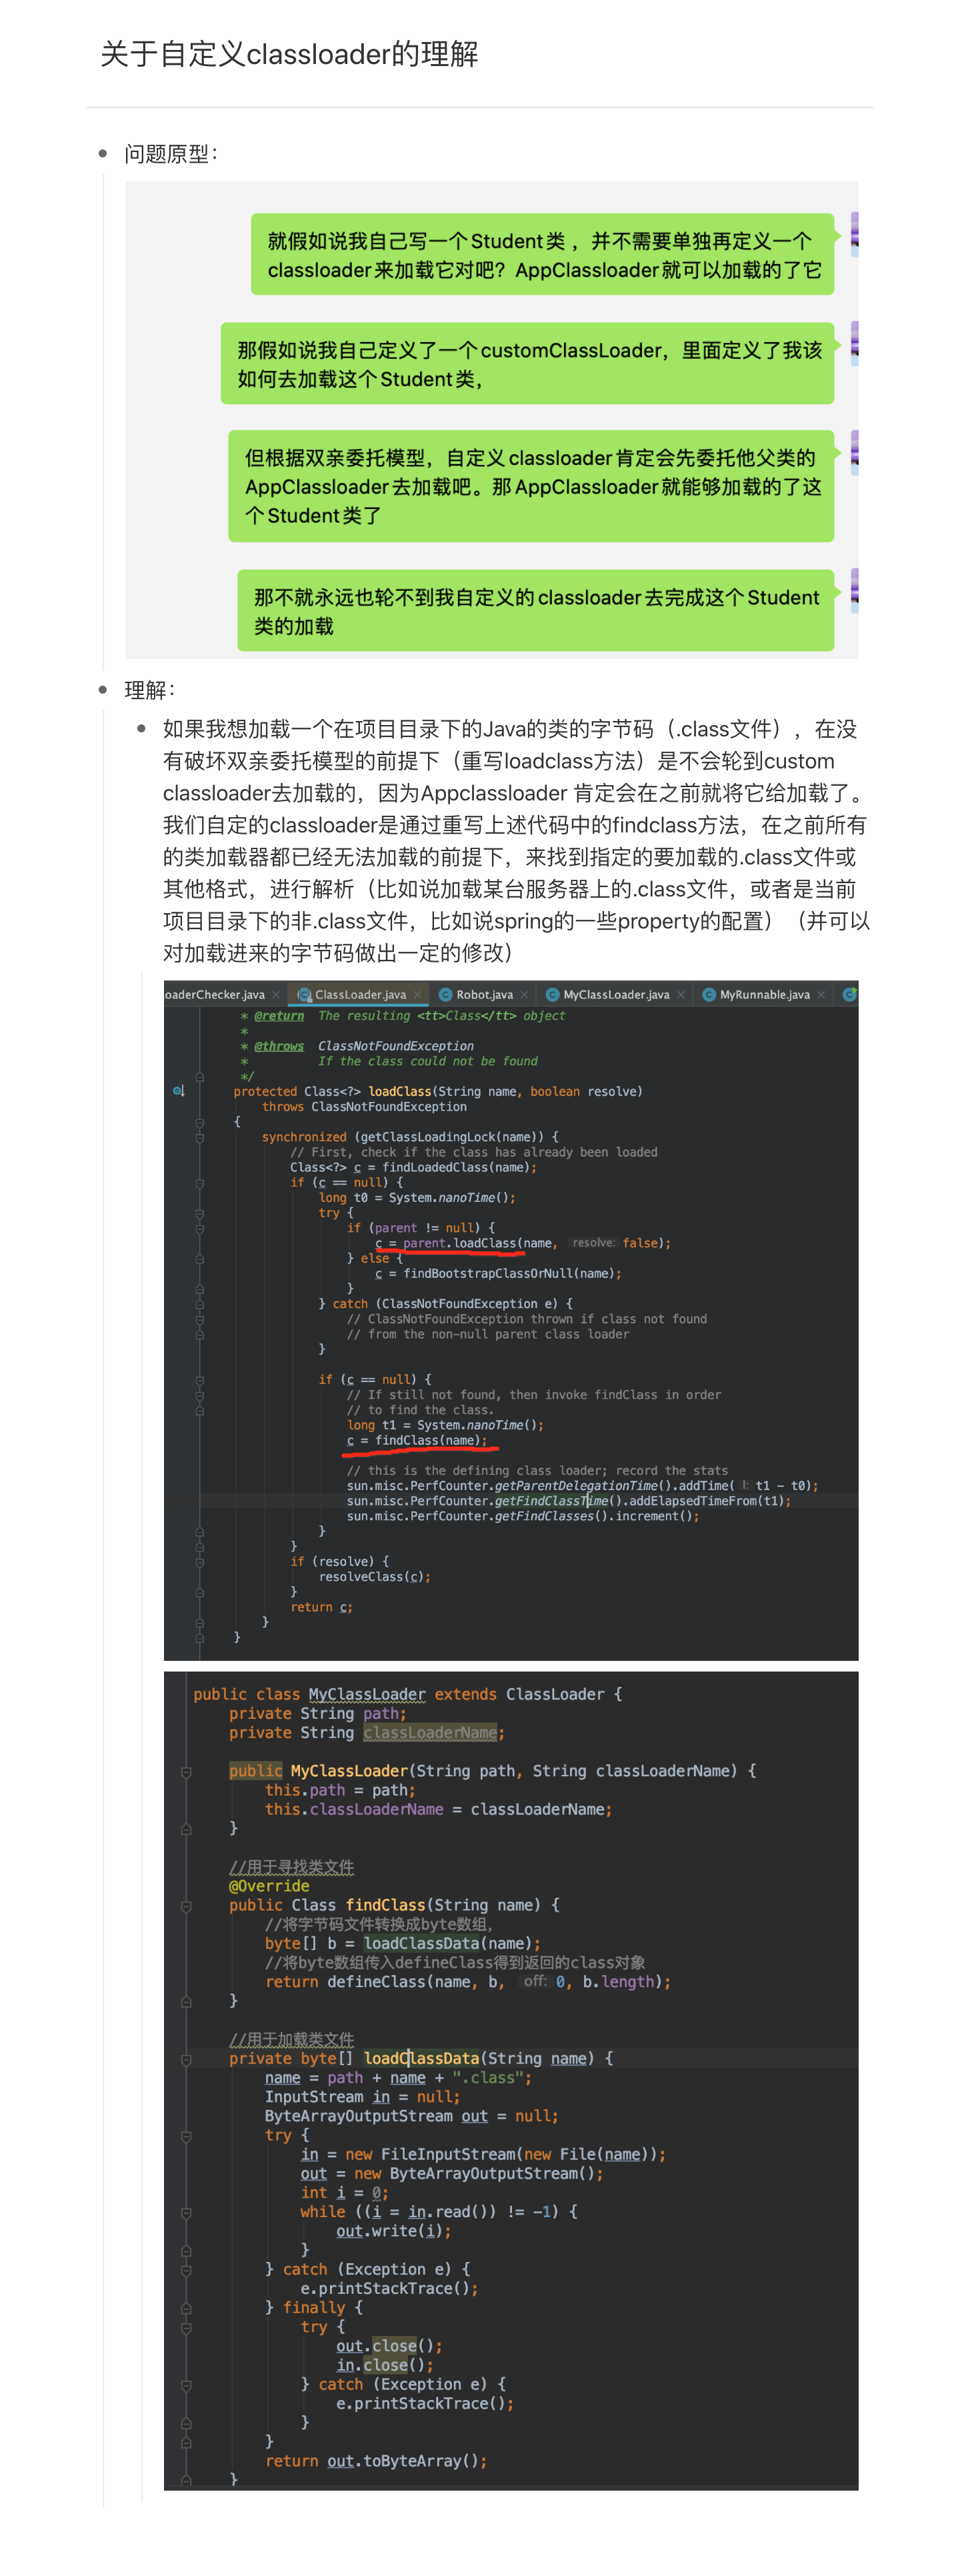 关于自定义classloader的理解
问题原型：
就假如说我自己写一个Student类 ，并不需要单独再定义一个
classloader来加载它对吧？AppClassloader就可以加载的了它
那假如说我自己定义了一个customClassLoader，里面定义了我该
如何去加载这个Student类，
但根据双亲委托模型，自定义classloader肯定会先委托他父类的
AppClassloader去加载吧。那AppClassloader就能够加载的了这
个Student类了
那不就永远也轮不到我自定义的classloader去完成这个Student
类的加载
理解：
如果我想加载一个在项目目录下的Java的类的字节码（.class文件），在没
有破坏双亲委托模型的前提下（重写loadclass方法）是不会轮到custom
classloader去加载的，因为Appclassloader 肯定会在之前就将它给加载了。
我们自定的classloader是通过重写上述代码中的findclass方法，在之前所有
的类加载器都已经无法加载的前提下，来找到指定的要加载的.class文件或
其他格式，进行解析（比如说加载某台服务器上的.class文件，或者是当前
项目目录下的非.class文件，比如说spring的一些property的配置）（并可以
对加载进来的字节码做出一定的修改）
oaderChecker.java ClassLoader.java Robot.java MyClassLoader.java MyRunnable.java
* @return The resulting <tt>Class</tt> object
*
* @throws ClassNotFoundException
* If the class could not be found
*/
protected Class<?> loadClass(String name, boolean resolve)
throws ClassNotFoundException
{
synchronized (getClassLoadingLock(name)) {
// First, check if the class has already been loaded
Class<?> c = findLoadedClass(name);
if (c == null) {
long t0 = System.nanoTime();
try {
if (parent != null) {
c = parent.loadClass(name, resolve: false);
} else {
c = findBootstrapClassOrNull(name);
}
} catch (ClassNotFoundException e) {
// ClassNotFoundException thrown if class not found
// from the non-null parent class loader
}
if (c == null) {
// If still not found, then invoke findClass in order
// to find the class.
long t1 = System.nanoTime();
c = findClass(name);
// this is the defining class loader; record the stats
sun.misc.PerfCounter.getParentDelegationTime().addTime( l: t1 - t0);
sun.misc.PerfCounter.getFindClassTime().addElapsedTimeFrom(t1);
sun.misc.PerfCounter.getFindClasses().increment();
}
}
if (resolve) {
resolveClass(c);
}
return c;
}
}
public class MyClassLoader extends ClassLoader {
private String path;
private String classLoaderName;
public MyClassLoader(String path, String classLoaderName) {
this.path = path;
this.classLoaderName = classLoaderName;
}
//用于寻找类文件
@Override
public Class findClass(String name) {
//将字节码文件转换成byte数组，
byte[] b = loadClassData(name);
//将byte数组传入defineClass得到返回的class对象
return defineClass(name, b, off: 0, b.length);
}
//用于加载类文件
private byte[] loadClassData(String name) {
name = path + name + ".class";
InputStream in = null;
ByteArrayOutputStream out = null;
try {
in = new FileInputStream(new File(name));
out = new ByteArrayOutputStream();
int i = 0;
while ((i = in.read()) != -1) {
out.write(i);
}
} catch (Exception e) {
e.printStackTrace();
} finally {
try {
out.close();
in.close();
} catch (Exception e) {
e.printStackTrace();
}
}
return out.toByteArray();
}